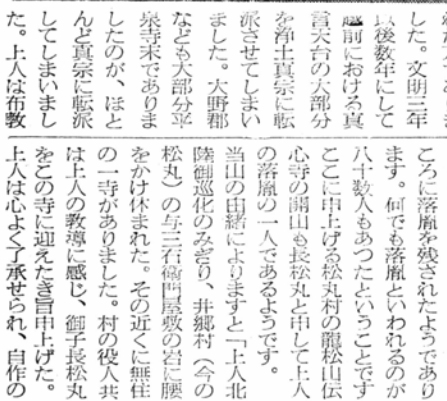 した。文明三年
以後数年にして
越前における真
言天台の大部分
を浄土真宗に転
派させてしまい
ました。大野郡
なども大部分平
泉寺末でありま
したのが、ほと
んど真宗に転派
してしまいまし
た。上人は布教
ころに落胤を残されたようであり
ます。何でも落胤といわれるのが
八十数人もあつたということです
ここに申上げる松丸村の龍松山伝
心寺の開山も長松丸と申して上人
の落胤の一人であるようです。
当山の由緒によりますと「上人北
陸御巡化のみぎり、井郷村（今の
松丸）の与三右衛門屋敷の岩に腰
をかけ休まれた。その近くに無住
の一寺がありました。村の役人共
は上人の教導に感じ、御子長松丸
をこの寺に迎えたき旨申上げた。
上人は心よく了承せられ、自作の